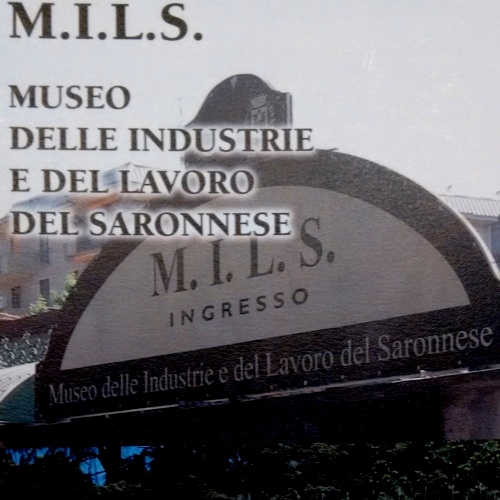 M.I.L.S.
MUSEO
DELLE INDUSTRIE
E DEL LAVORO
DEL SARONNESE
M. I. L. S.
INGRESSO
Museo delle Industrie e del Lavoro del Saronnese